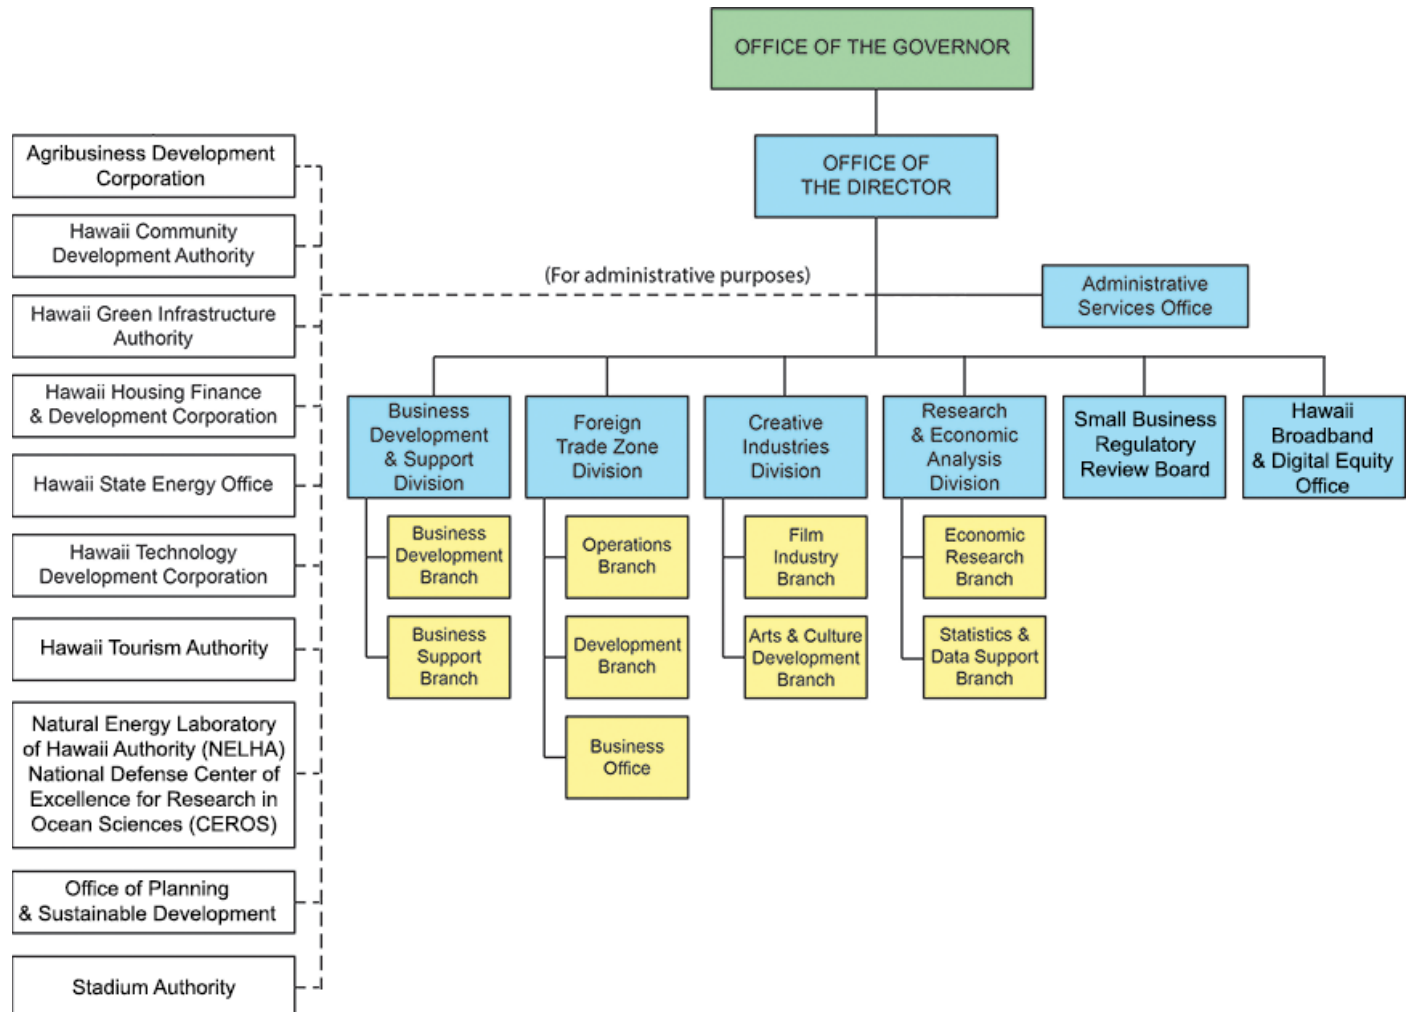 OFFICE OF THE GOVERNOR
OFFICE OF
THE DIRECTOR
(For administrative purposes)
Administrative
Services Office
Agribusiness Development
Corporation
Hawaii Community
Development Authority
Hawaii Green Infrastructure
Authority
Hawaii Housing Finance
& Development Corporation
Hawaii State Energy Office
Hawaii Technology
Development Corporation
Hawaii Tourism Authority
Natural Energy Laboratory
of Hawaii Authority (NELHA)
National Defense Center of
Excellence for Research in
Ocean Sciences (CEROS)
Office of Planning
& Sustainable Development
Stadium Authority
Business
Development
& Support
Division
Business
Development
Branch
Business
Support
Branch
Foreign
Trade Zone
Division
Operations
Branch
Development
Branch
Business
Office
Creative
Industries
Division
Film
Industry
Branch
Arts & Culture
Development
Branch
Research
& Economic
Analysis
Division
Economic
Research
Branch
Statistics &
Data Support
Branch
Small Business
Regulatory
Review Board
Hawaii
Broadband
& Digital Equity
Office